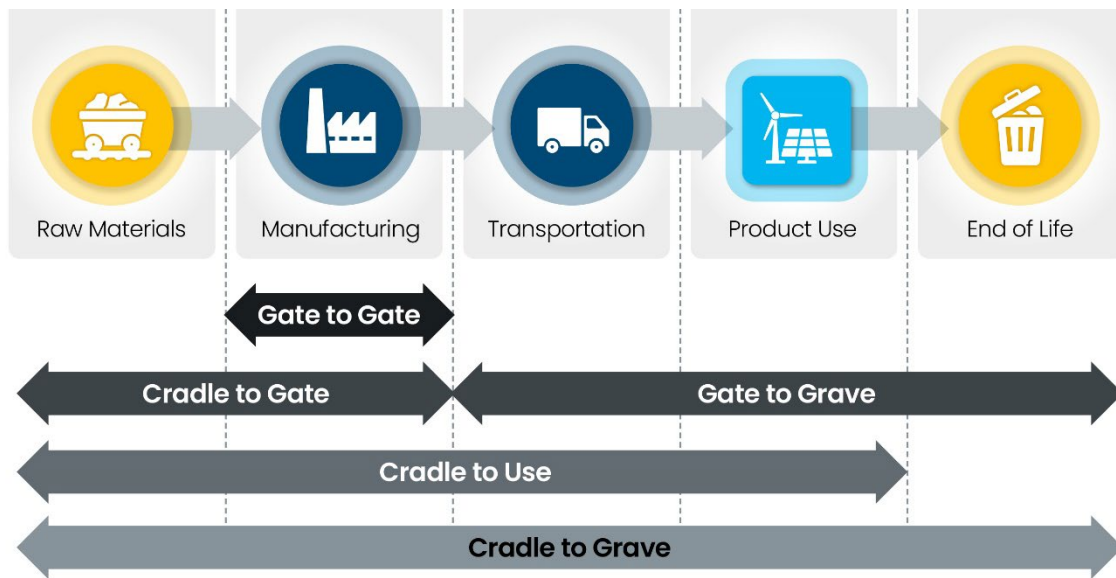 Raw Materials
Manufacturing
Transportation
Product Use
End of Life
Gate to Gate
Cradle to Gate
Gate to Grave
Cradle to Use
Cradle to Grave